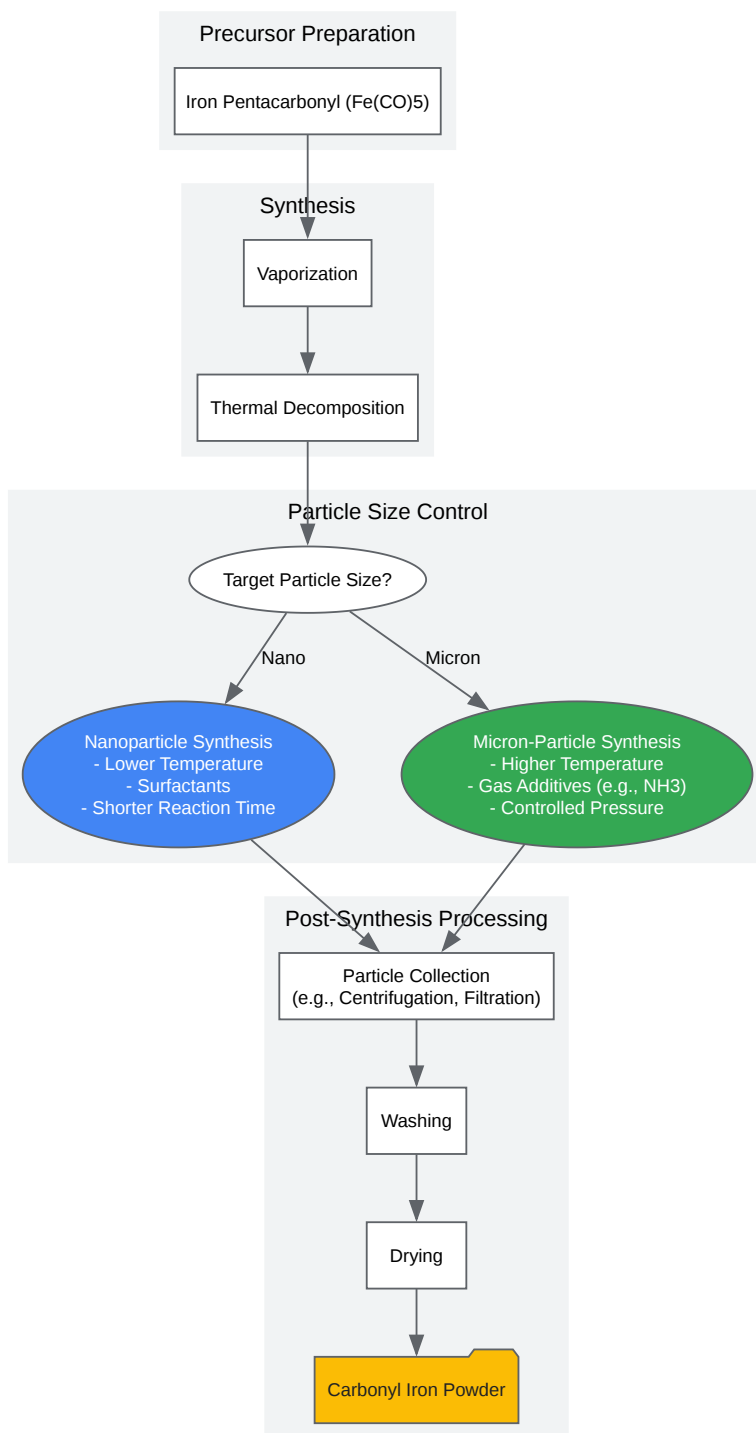 Precursor Preparation
Iron Pentacarbonyl (Fe(CO)5)
Synthesis
Vaporization
Thermal Decomposition
Particle Size Control
Target Particle Size?
Nano
Micron
Nanoparticle Synthesis
- Lower Temperature
- Surfactants
- Shorter Reaction Time
Micron-Particle Synthesis
- Higher Temperature
- Gas Additives (e.g., NH3)
- Controlled Pressure
Post-Synthesis Processing
Particle Collection
(e.g., Centrifugation, Filtration)
Washing
Drying
Carbonyl Iron Powder